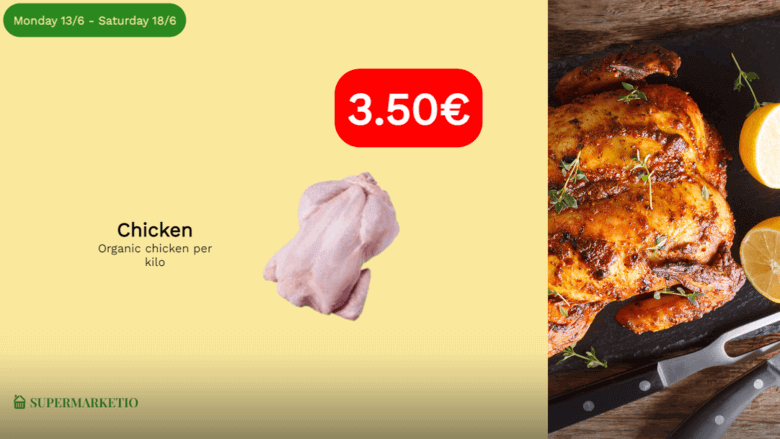 Monday 13/6 - Saturday 18/6
3.50€
Chicken
Organic chicken per
kilo
SUPERMARKETIO